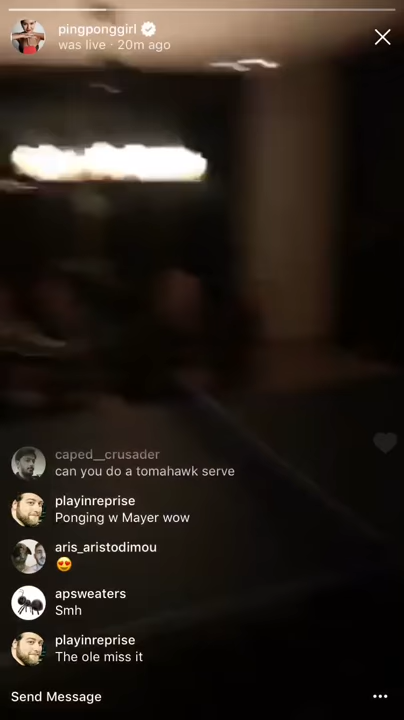 pingponggirl
was live · 20m ago
caped__crusader
can you do a tomahawk serve
playinreprise
Ponging w Mayer wow
aris_aristodimou
😍
apsweaters
Smh
playinreprise
The ole miss it
Send Message